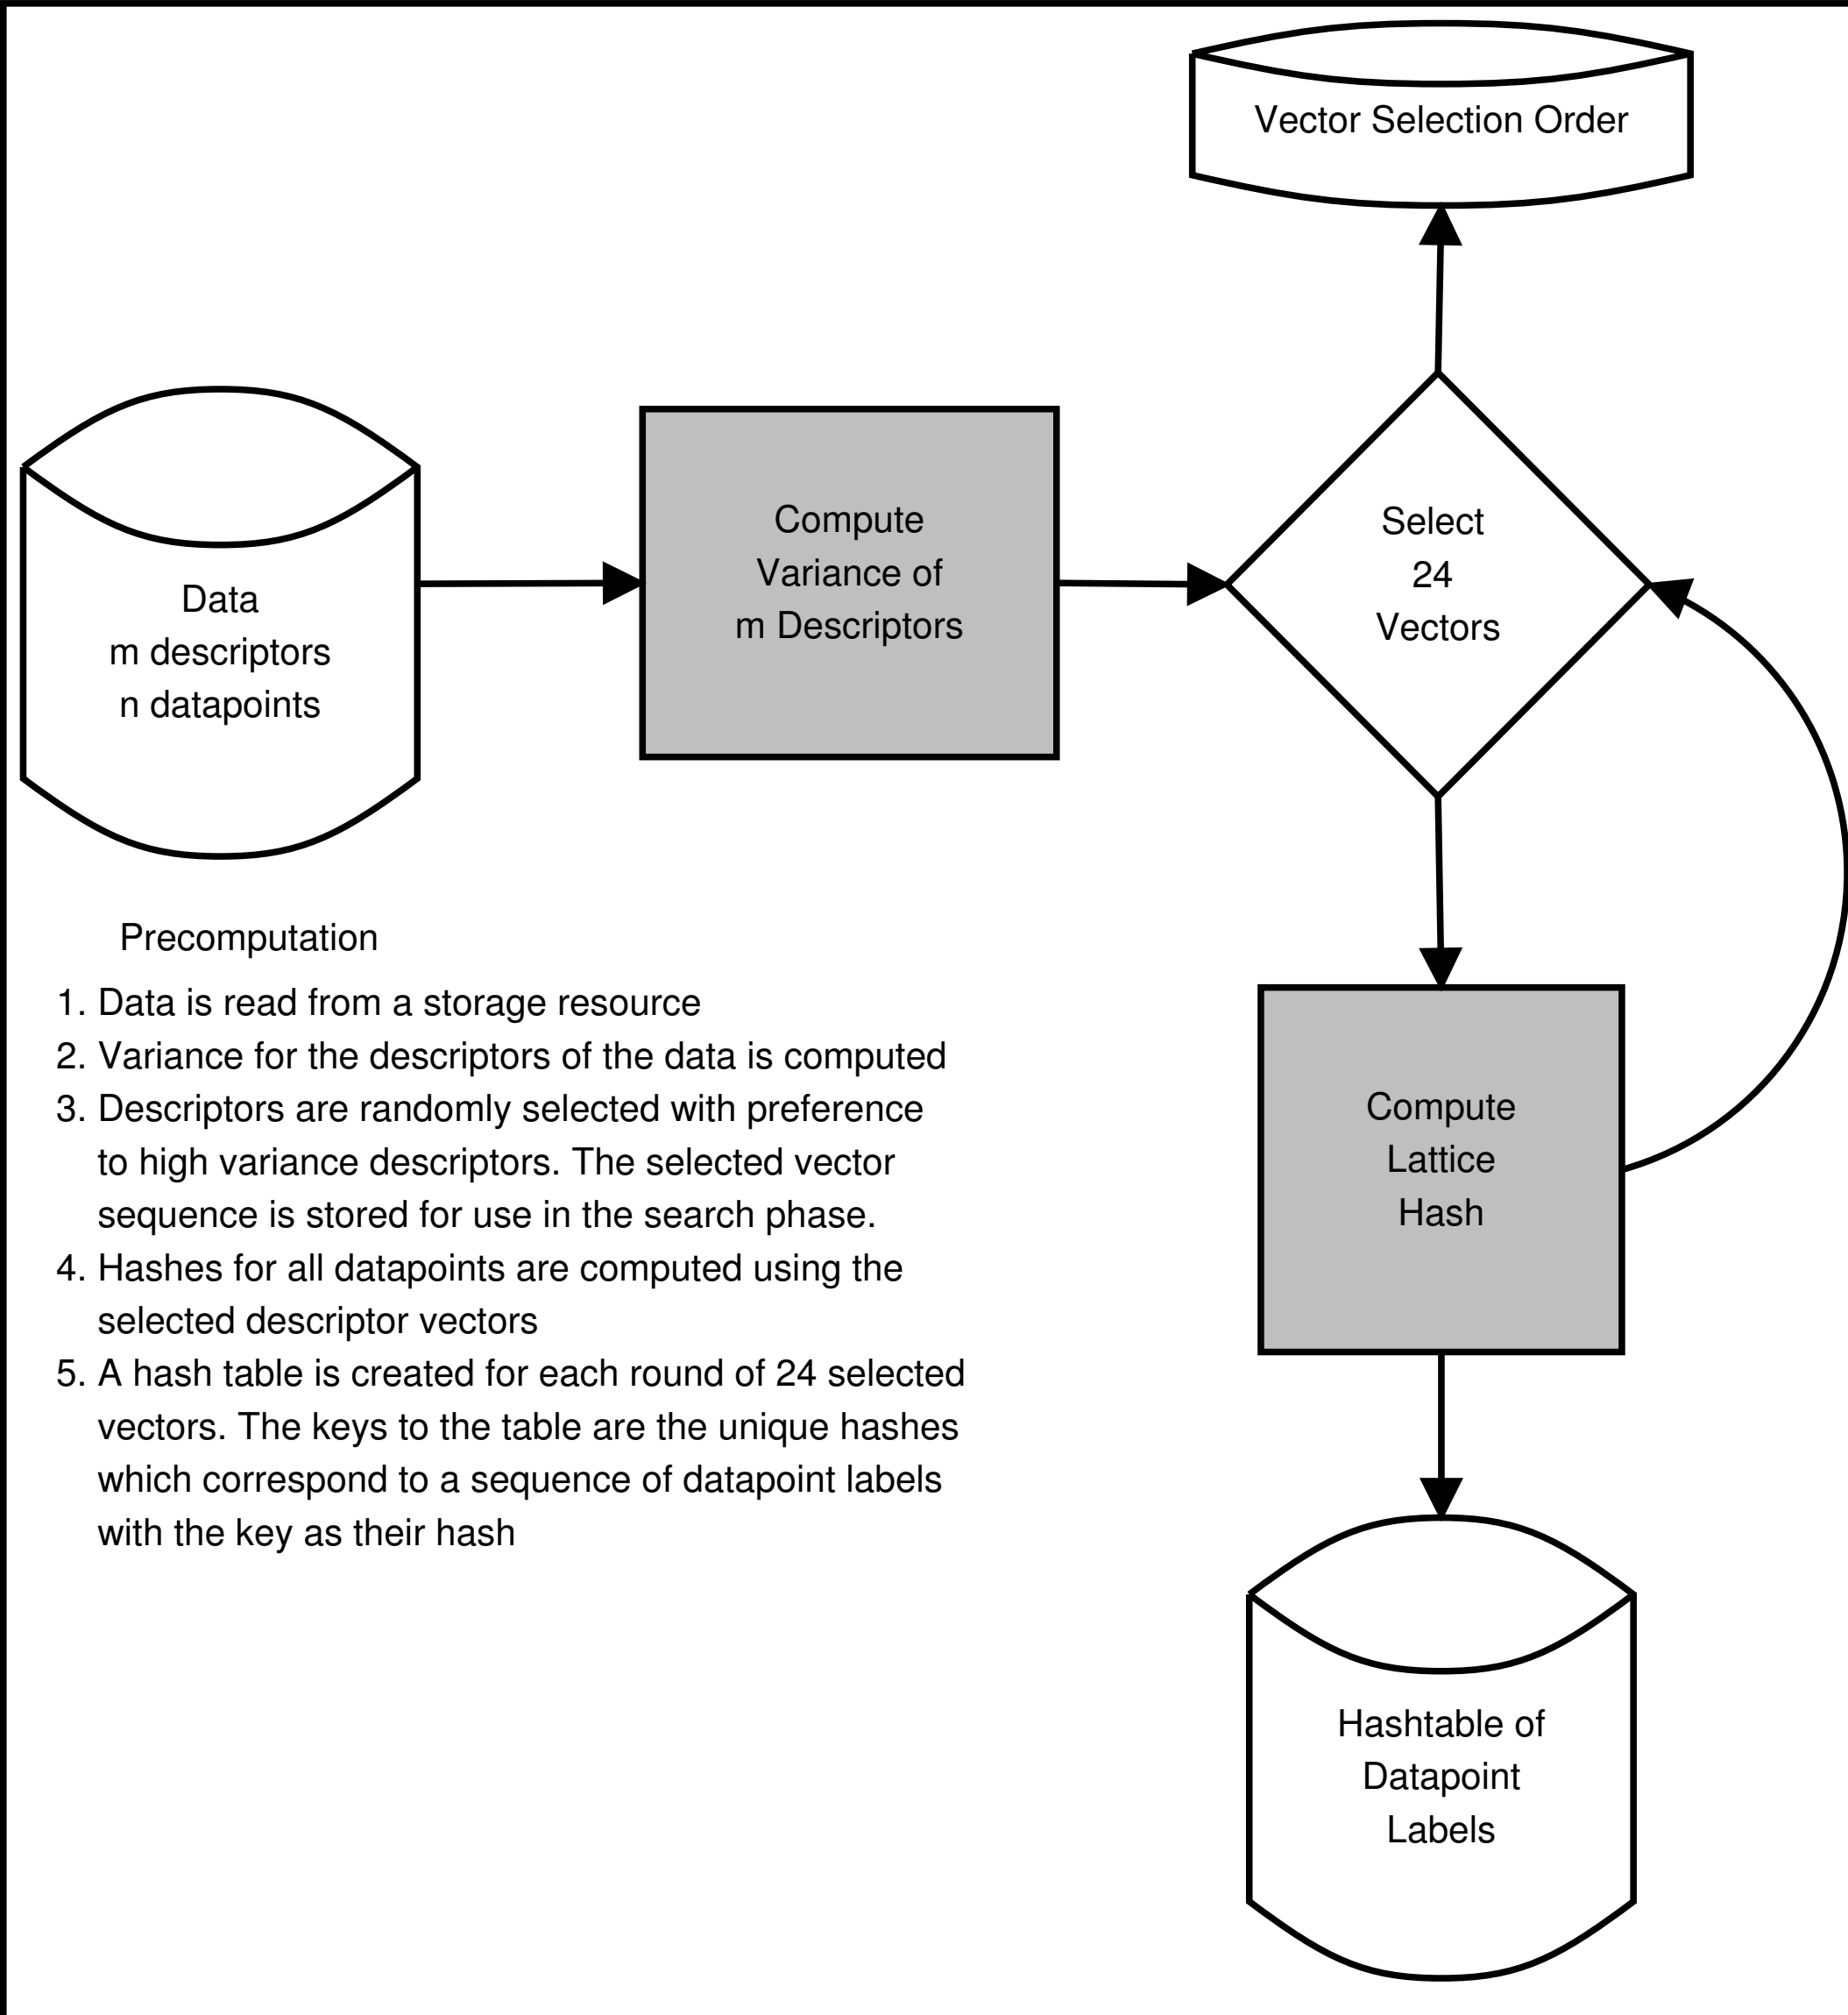 Vector Selection Order
Data
m descriptors
n datapoints
Compute
Variance of
m Descriptors
Select
24
Vectors
Precomputation
1. Data is read from a storage resource
2. Variance for the descriptors of the data is computed
3. Descriptors are randomly selected with preference
to high variance descriptors. The selected vector
sequence is stored for use in the search phase.
4. Hashes for all datapoints are computed using the
selected descriptor vectors
5. A hash table is created for each round of 24 selected
vectors. The keys to the table are the unique hashes
which correspond to a sequence of datapoint labels
with the key as their hash
Compute
Lattice
Hash
Hashtable of
Datapoint
Labels